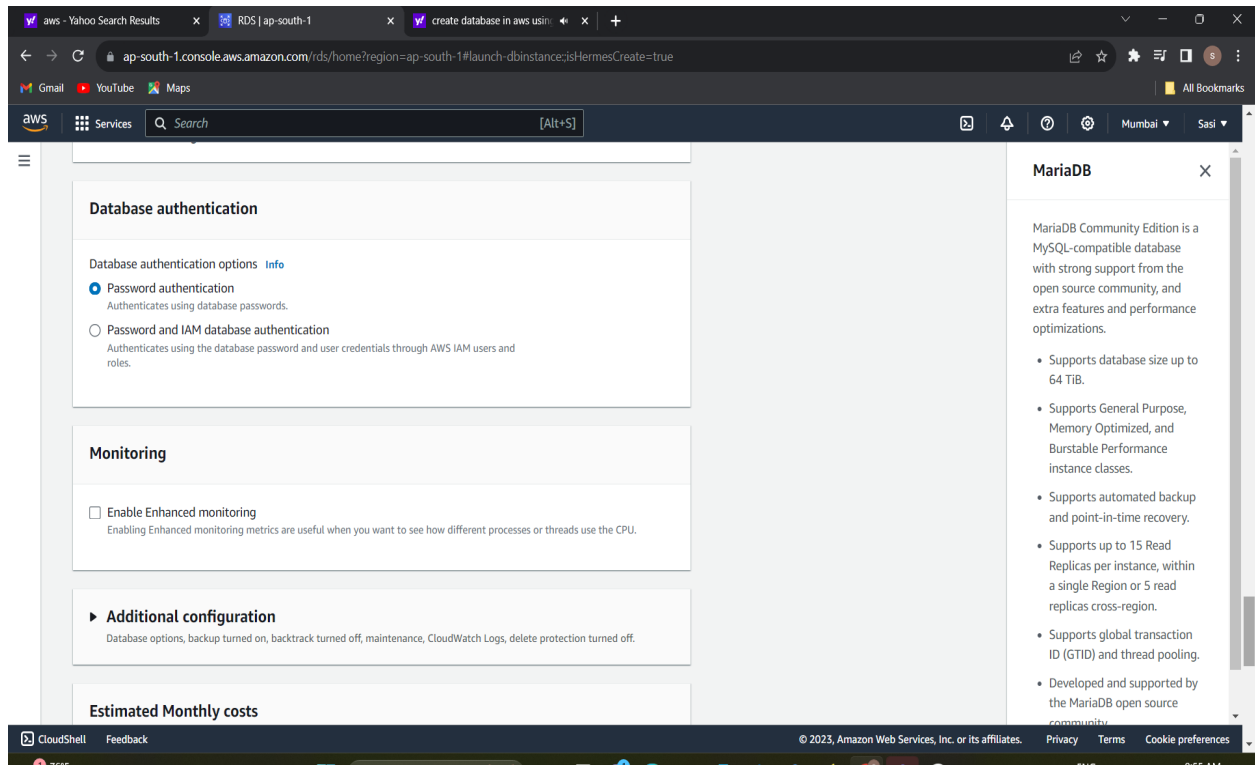 aws - Yahoo Search Results
RDS | ap-south-1
create database in aws using
ap-south-1.console.aws.amazon.com/rds/home?region=ap-south-1#launch-dbinstance:;isHermesCreate=true
S
Gmail
YouTube
Maps
All Bookmarks
aws
Services
Search
[Alt+S]
Mumbai ▼
Sasi ▼
Database authentication
Database authentication options Info
Password authentication
Authenticates using database passwords.
Password and IAM database authentication
Authenticates using the database password and user credentials through AWS IAM users and
roles.
Monitoring
Enable Enhanced monitoring
Enabling Enhanced monitoring metrics are useful when you want to see how different processes or threads use the CPU.
Additional configuration
Database options, backup turned on, backtrack turned off, maintenance, CloudWatch Logs, delete protection turned off.
Estimated Monthly costs
MariaDB
MariaDB Community Edition is a
MySQL-compatible database
with strong support from the
open source community, and
extra features and performance
optimizations.
• Supports database size up to
64 TiB.
• Supports General Purpose,
Memory Optimized, and
Burstable Performance
instance classes.
• Supports automated backup
and point-in-time recovery.
• Supports up to 15 Read
Replicas per instance, within
a single Region or 5 read
replicas cross-region.
• Supports global transaction
ID (GTID) and thread pooling.
• Developed and supported by
the MariaDB open source
community.
CloudShell
Feedback
© 2023, Amazon Web Services, Inc. or its affiliates.
Privacy
Terms
Cookie preferences